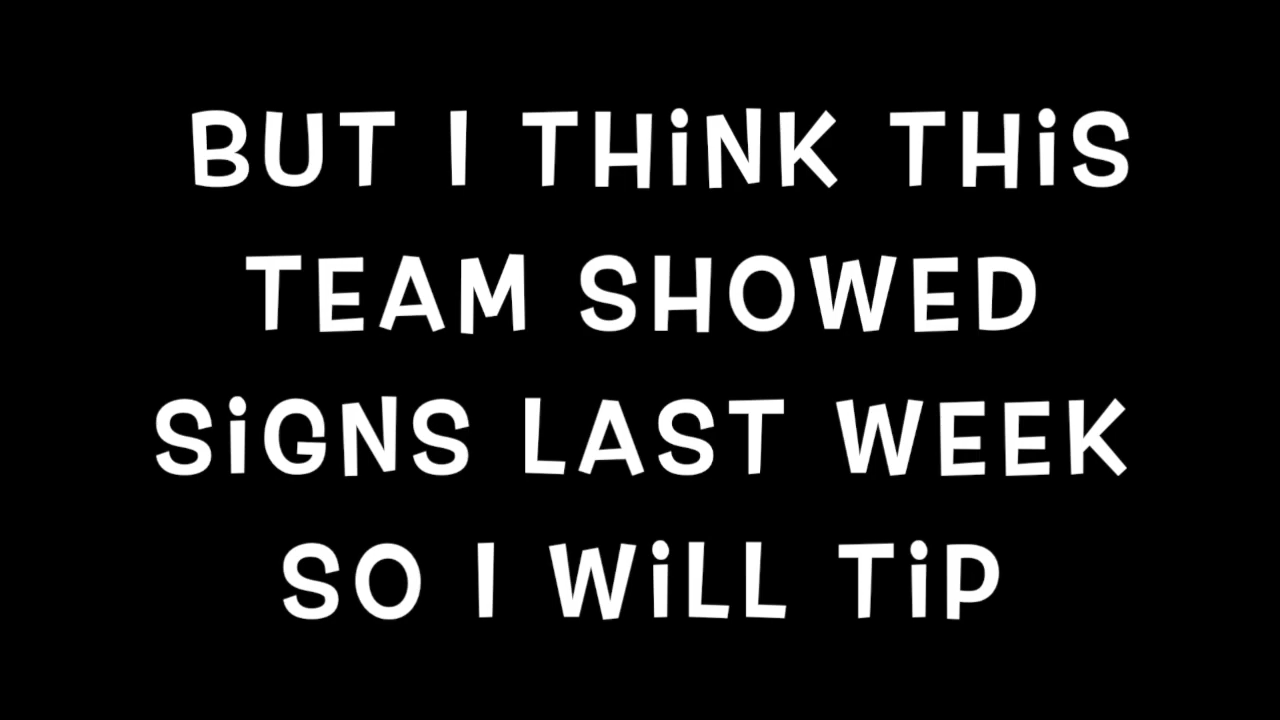 BUT I THiNK THiS
TEAM SHOWED
SiGNS LAST WEEK
SO I WiLL TiP